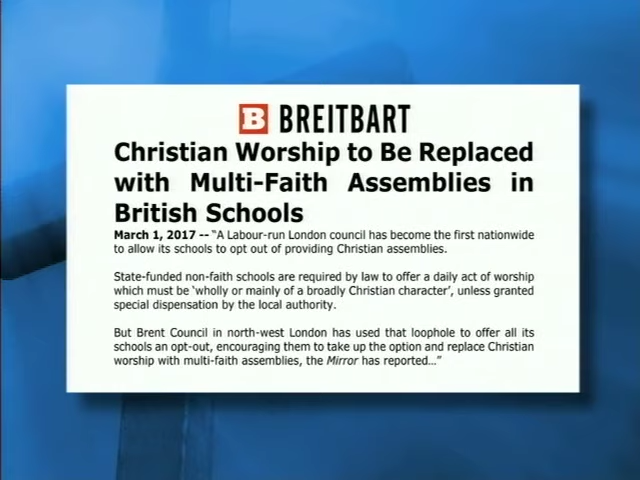 B BREITBART
Christian Worship to Be Replaced
with Multi-Faith Assemblies in
British Schools
March 1, 2017 -- “A Labour-run London council has become the first nationwide
to allow its schools to opt out of providing Christian assemblies.
State-funded non-faith schools are required by law to offer a daily act of worship
which must be ‘wholly or mainly of a broadly Christian character’, unless granted
special dispensation by the local authority.
But Brent Council in north-west London has used that loophole to offer all its
schools an opt-out, encouraging them to take up the option and replace Christian
worship with multi-faith assemblies, the Mirror has reported…”